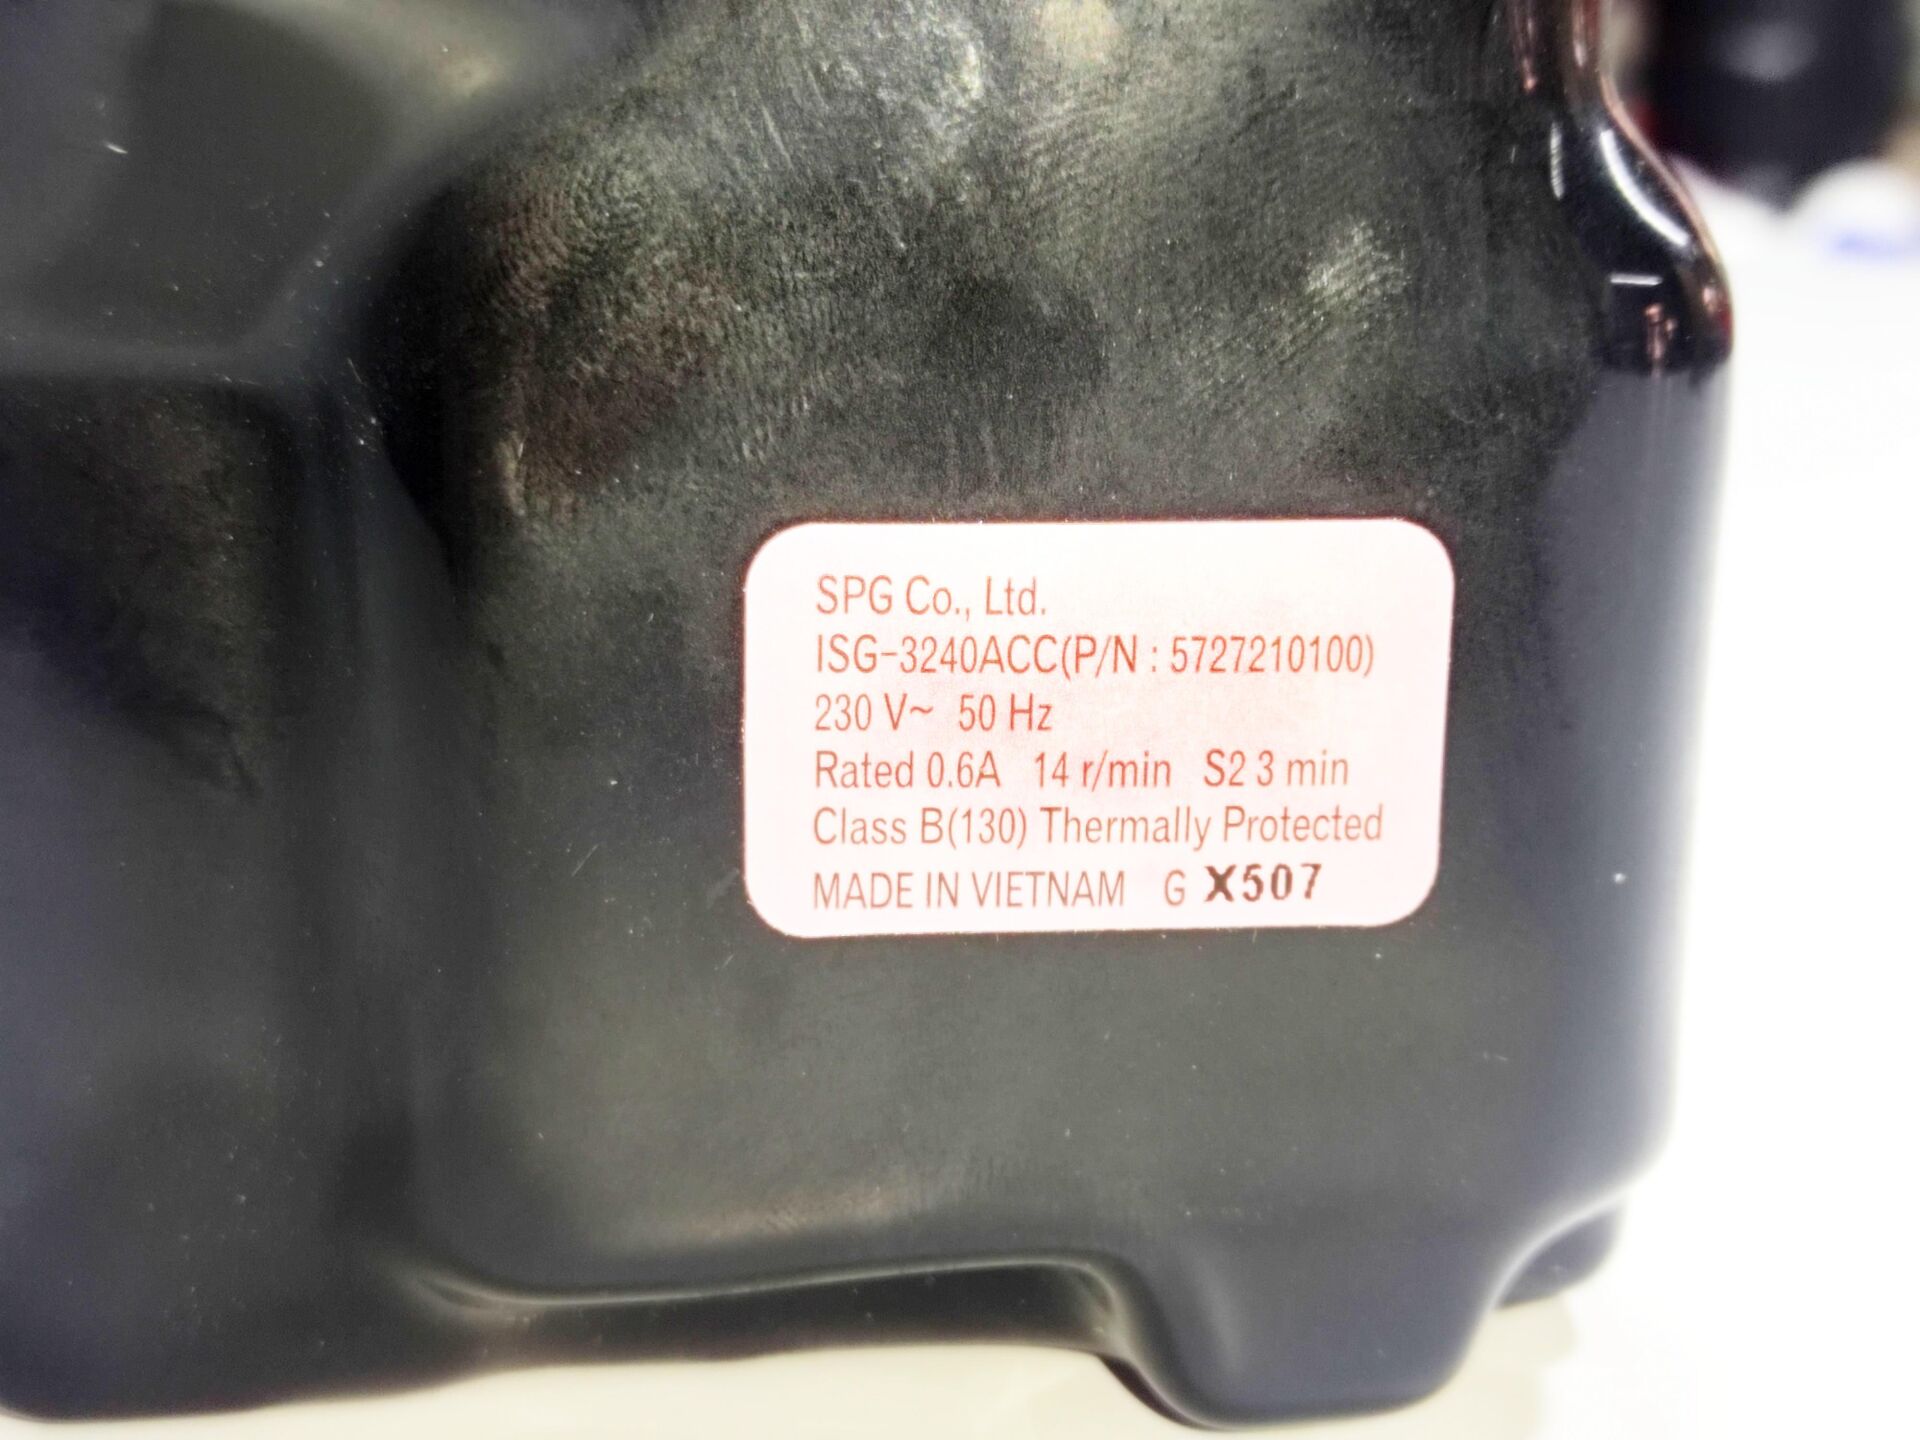 SPG Co., Ltd.
ISG-3240ACC(P/N : 5727210100)
230 V~ 50 Hz
Rated 0.6A 14 r/min S2 3 min
Class B(130) Thermally Protected
MADE IN VIETNAM G X507